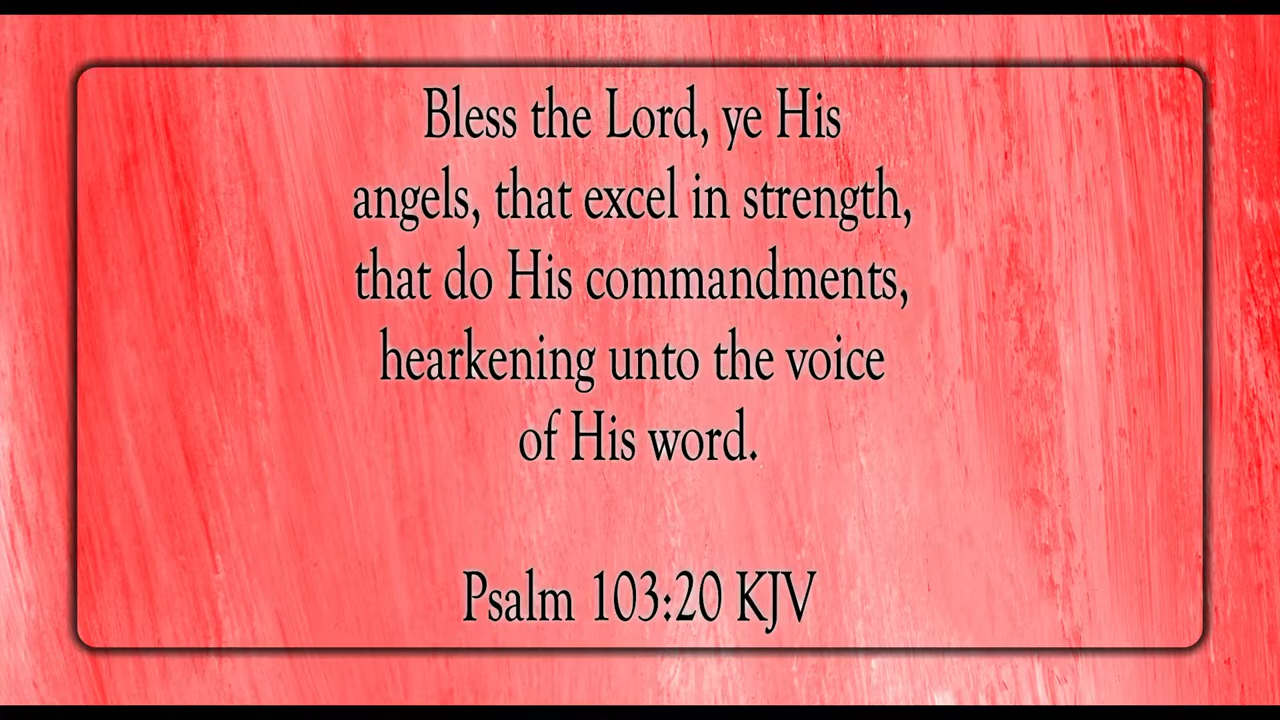 Bless the Lord, ye His
angels, that excel in strength,
that do His commandments,
hearkening unto the voice
of His word.
Psalm 103:20 KJV